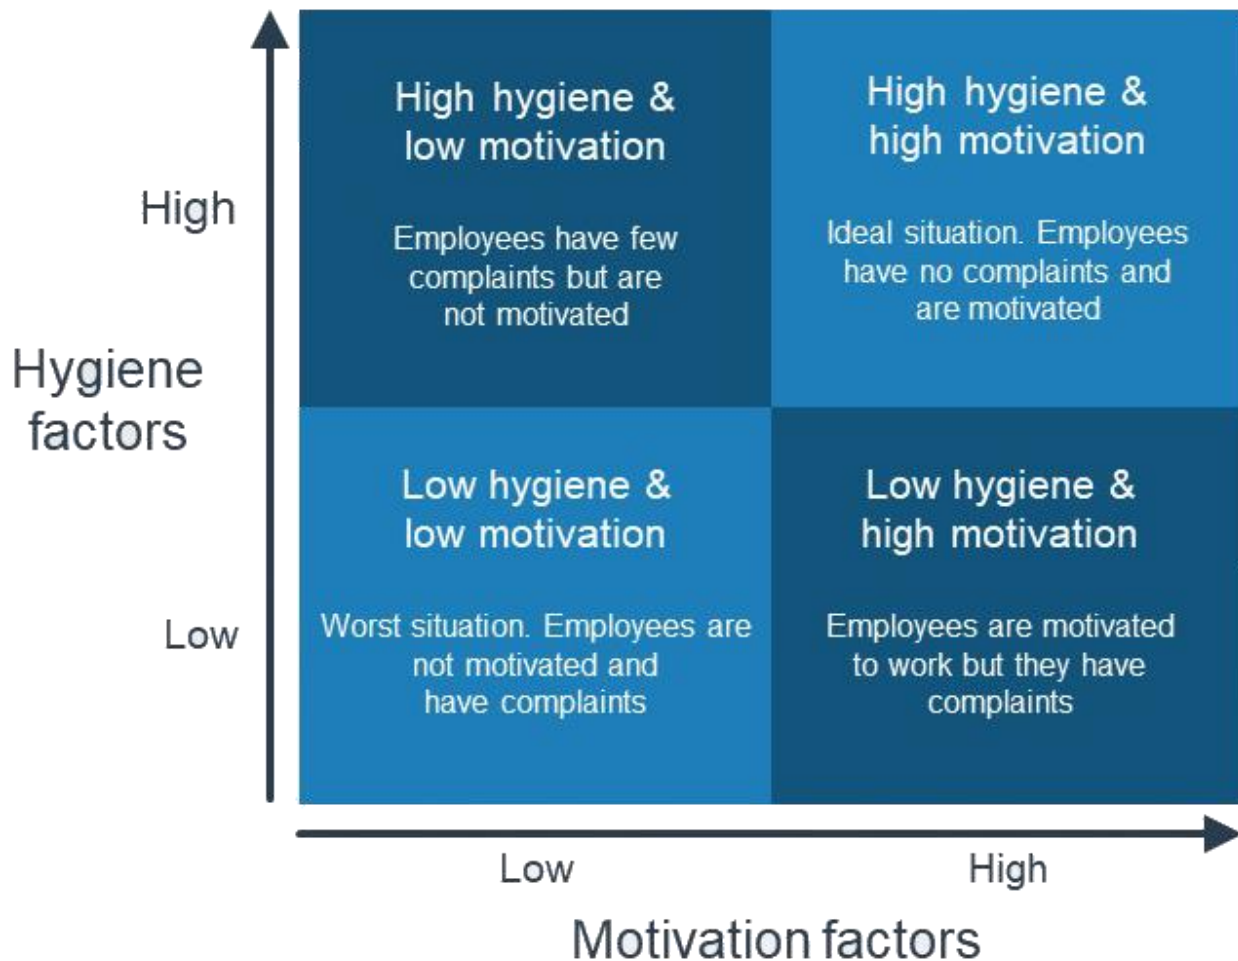 High hygiene &
low motivation
Employees have few
complaints but are
not motivated
High hygiene &
high motivation
Ideal situation. Employees
have no complaints and
are motivated
High
Hygiene
factors
Low hygiene &
low motivation
Worst situation. Employees are
not motivated and
have complaints
Low hygiene &
high motivation
Employees are motivated
to work but they have
complaints
Low
Low
High
Motivation factors